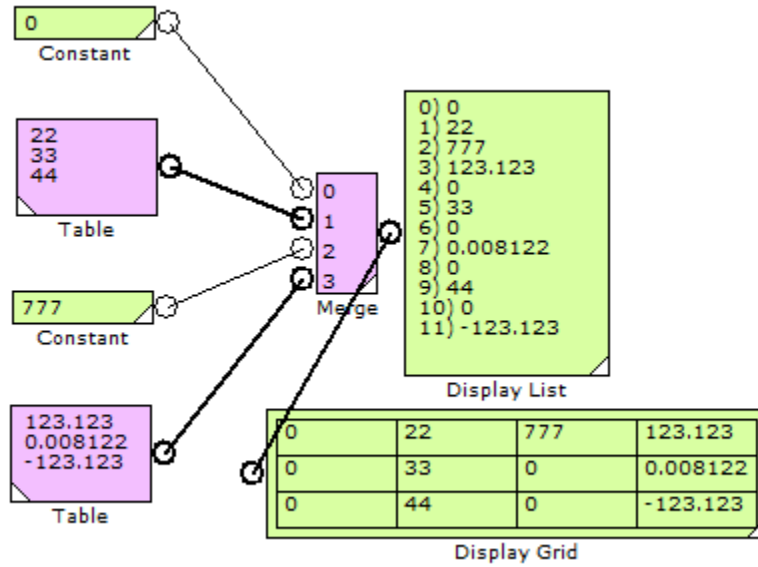 0
Constant
22
33
44
Table
777
Constant
123.123
0.008122
-123.123
Table
0
1
2
3
Merge
0) 0
1) 22
2) 777
3) 123.123
4) 0
5) 33
6) 0
7) 0.008122
8) 0
9) 44
10) 0
11) -123.123
Display List
0 22 777 123.123
0 33 0 0.008122
0 44 0 -123.123
Display Grid